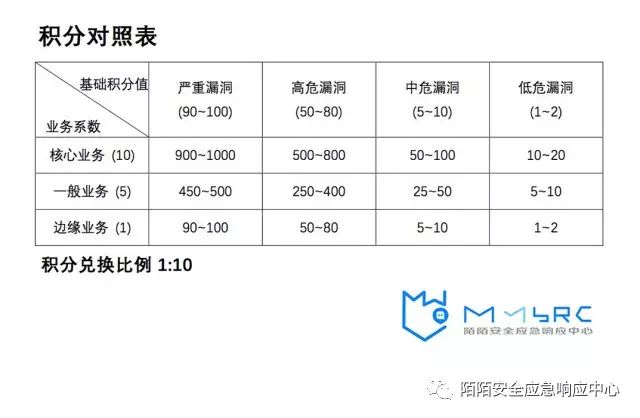 积分对照表
基础积分值 严重漏洞 高危漏洞 中危漏洞 低危漏洞
(90~100) (50~80) (5~10) (1~2)
业务系数
核心业务 (10) 900~1000 500~800 50~100 10~20
一般业务 (5) 450~500 250~400 25~50 5~10
边缘业务 (1) 90~100 50~80 5~10 1~2
积分兑换比例 1:10
MMSRC
陌陌安全应急响应中心
陌陌安全应急响应中心